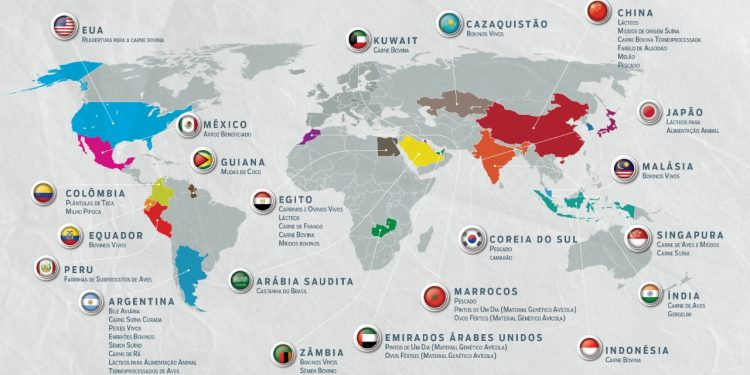 EUA
Reabertura para a carne bovina
KUWAIT
Carne Bovina
CAZAQUISTÃO
Bovinos Vivos
CHINA
Lácteos
Miúdos de origem Suína
Carne Bovina Termoprocessada
Farelo de Algodão
Melão
Pescado
MÉXICO
Arroz Beneficiado
JAPÃO
Lácteos para
Alimentação Animal
GUIANA
Mudas de Coco
MALÁSIA
Bovinos Vivos
COLÔMBIA
Plântulas de Teca
Milho Pipoca
EGITO
Caprinos e Ovinos Vivos
Lácteos
Carne de Frango
Carne Bovina
Miúdos bovinos
EQUADOR
Bovinos Vivos
COREIA DO SUL
Pescado
camarão
SINGAPURA
Carne de Aves e Miúdos
Carne Suína
PERU
Farinhas de Subprodutos de Aves
ARÁBIA SAUDITA
Castanha do Brasil
MARROCOS
Pescado
Pintos de Um Dia (Material Genético Avícola)
Ovos Férteis (Material Genético Avícola)
ÍNDIA
Carne de Aves
Gergelim
ARGENTINA
Bile Aviária
Carne Suína Curada
Peixes Vivos
Embriões Bovinos
Sêmen Suíno
Carne de Rã
Lácteos para Alimentação Animal
Termoprocessados de Aves
ZÂMBIA
Bovinos Vivos
Sêmen Bovino
EMIRADOS ÁRABES UNIDOS
Pintos de Um Dia (Material Genético Avícola)
Ovos Férteis (Material Genético Avícola)
INDONÉSIA
Carne Bovina